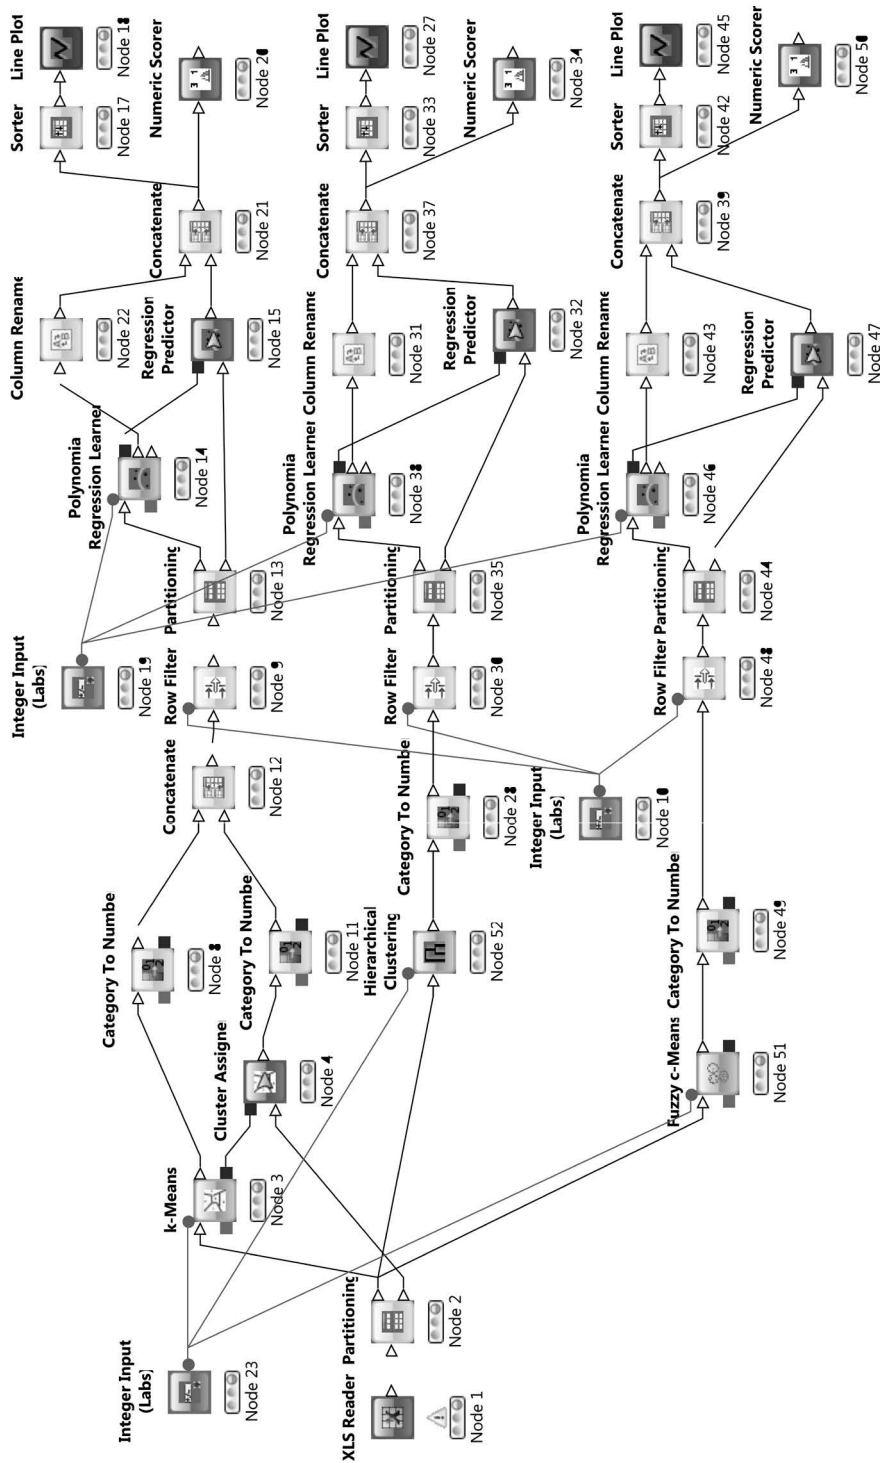 Integer Input
(Labs)
Node 23
XLS Reader
Node 1
Partitioning
Node 2
k-Means
Node 3
Cluster Assigne
Node 4
Category To Numbe
Node 8
Category To Numbe
Node 11
Hierarchical
Clustering
Node 52
Fuzzy c-Means
Node 51
Category To Numbe
Node 28
Category To Numbe
Node 49
Concatenate
Node 12
Integer Input
(Labs)
Node 10
Row Filter
Node 9
Row Filter
Node 30
Row Filter
Node 48
Integer Input
(Labs)
Node 19
Partitioning
Node 13
Partitioning
Node 35
Partitioning
Node 44
Polynomia
Regression Learner
Node 14
Polynomia
Regression Learner
Node 38
Polynomia
Regression Learner
Node 46
Column Rename
Node 22
Regression
Predictor
Node 15
Column Rename
Node 31
Regression
Predictor
Node 32
Column Rename
Node 43
Regression
Predictor
Node 47
Concatenate
Node 21
Concatenate
Node 37
Concatenate
Node 39
Sorter
Node 17
Line Plot
Node 18
Numeric Scorer
Node 20
Sorter
Node 33
Line Plot
Node 27
Numeric Scorer
Node 34
Sorter
Node 42
Line Plot
Node 45
Numeric Scorer
Node 50